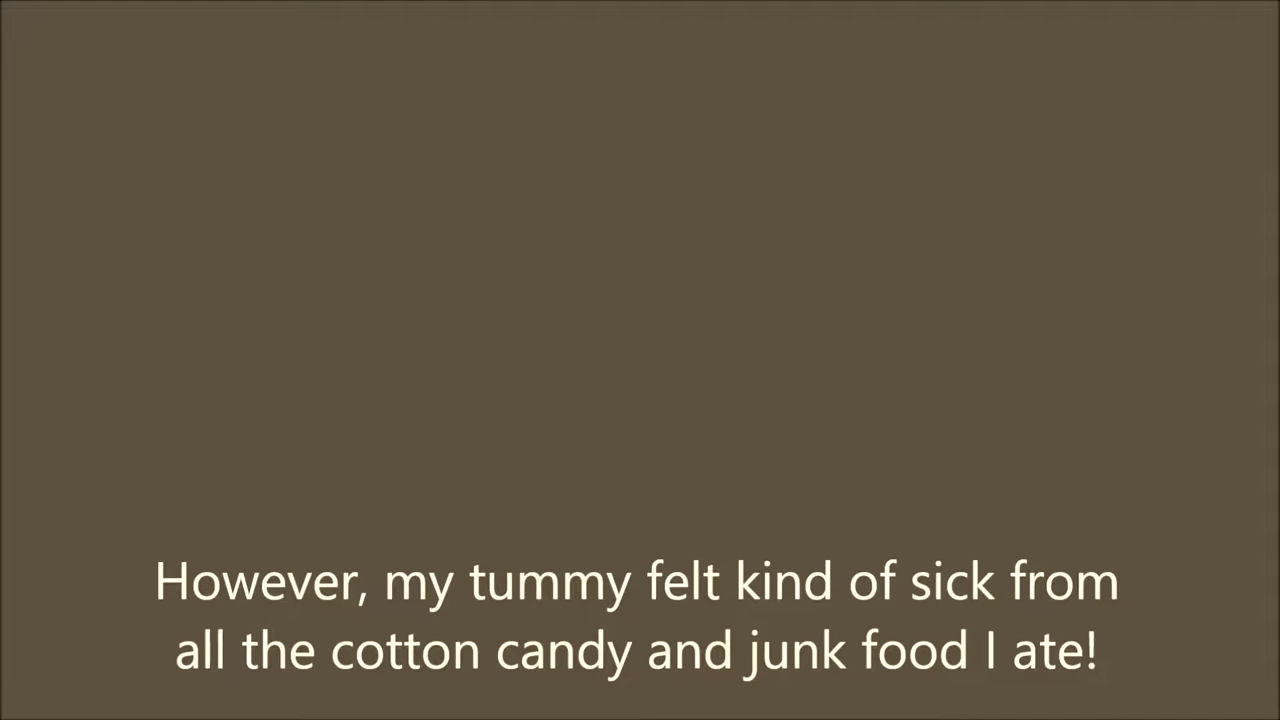 However, my tummy felt kind of sick from
all the cotton candy and junk food I ate!